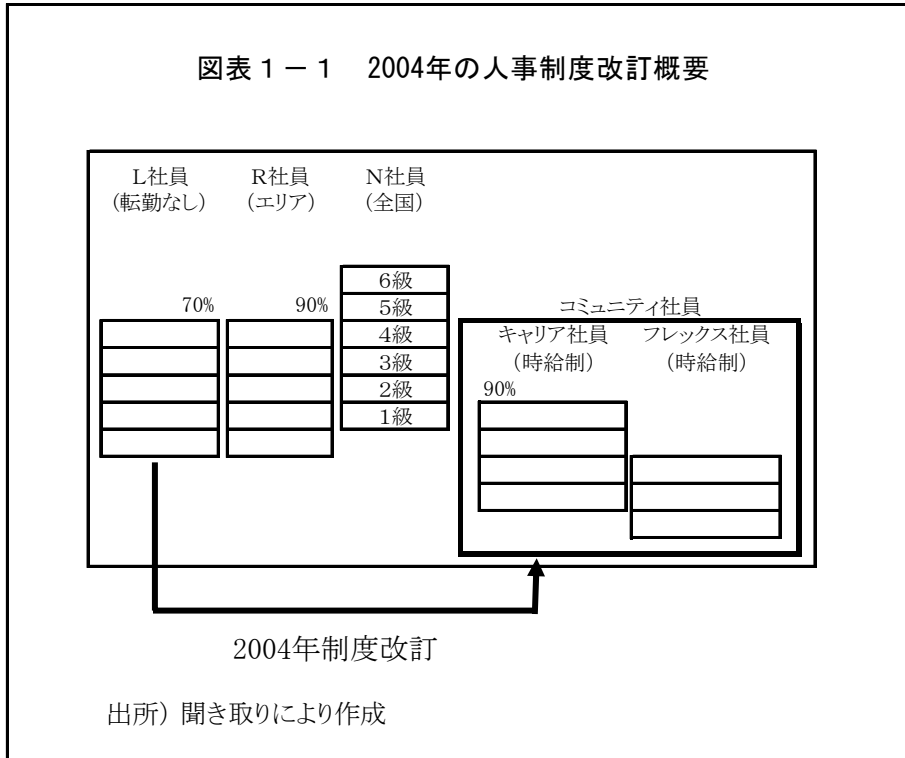 図表１－１　2004年の人事制度改訂概要
L社員　R社員　N社員
(転勤なし)　(エリア)　(全国)
6級
70%　90%　5級　コミュニティ社員
4級　キャリア社員　フレックス社員
3級　(時給制)　(時給制)
2級　90%
1級
2004年制度改訂
出所）聞き取りにより作成